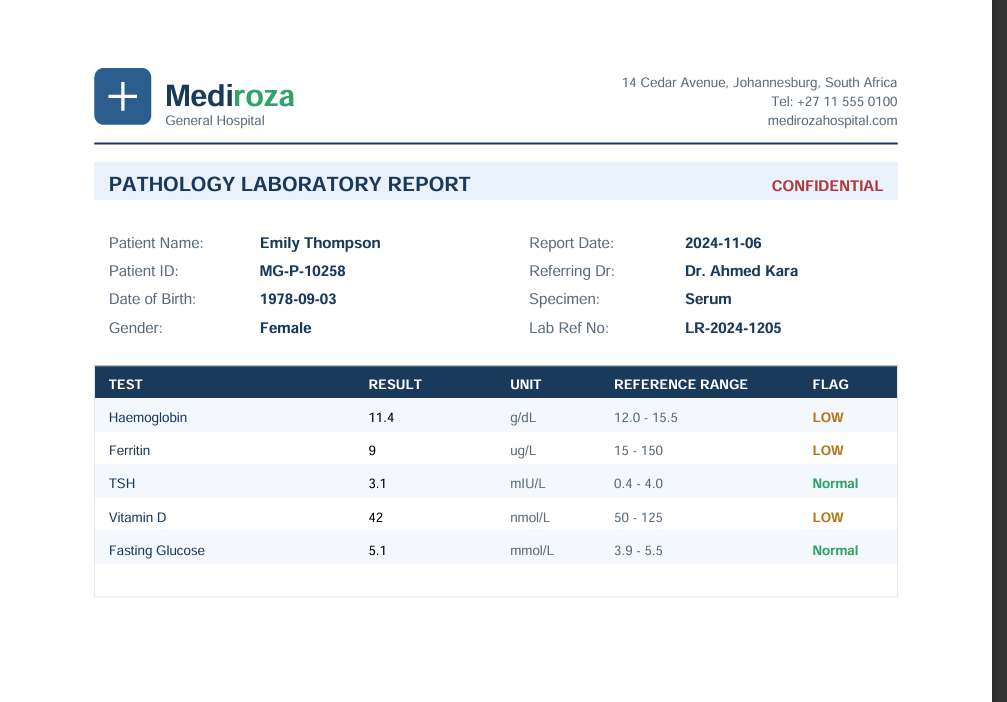 Mediroza
General Hospital
14 Cedar Avenue, Johannesburg, South Africa
Tel: +27 11 555 0100
medirozahospital.com
PATHOLOGY LABORATORY REPORT CONFIDENTIAL
Patient Name: Emily Thompson Report Date: 2024-11-06
Patient ID: MG-P-10258 Referring Dr: Dr. Ahmed Kara
Date of Birth: 1978-09-03 Specimen: Serum
Gender: Female Lab Ref No: LR-2024-1205
TEST RESULT UNIT REFERENCE RANGE FLAG
Haemoglobin 11.4 g/dL 12.0 - 15.5 LOW
Ferritin 9 ug/L 15 - 150 LOW
TSH 3.1 mIU/L 0.4 - 4.0 Normal
Vitamin D 42 nmol/L 50 - 125 LOW
Fasting Glucose 5.1 mmol/L 3.9 - 5.5 Normal